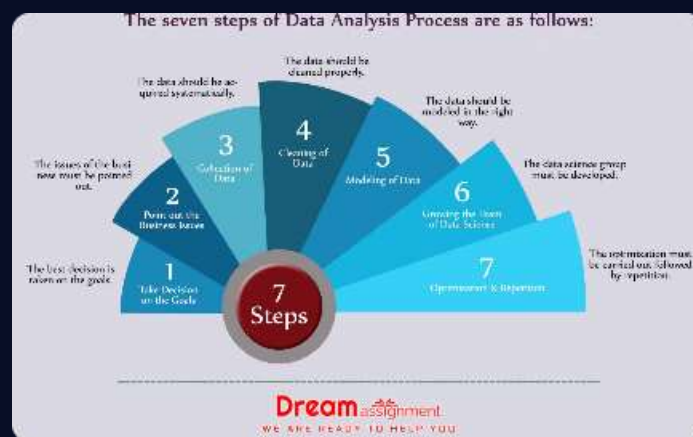 The seven steps of Data Analysis Process are as follows:
The best decision is
taken on the goals.
1
Take Decision
on the Goals
The issues of the busi
ness must be pointed
out.
2
Point out the
Business Issues
The data should be ac-
quired systematically.
3
Collection of
Data
The data should be
cleaned properly.
4
Cleaning of
Data
The data should be
modeled in the right
way.
5
Modeling of Data
The data science group
must be developed.
6
Growing the Team
of Data Science
The optimization must
be carried out followed
by repetition.
7
Optimization & Repetition
7
Steps
Dream assignment
WE ARE READY TO HELP YOU